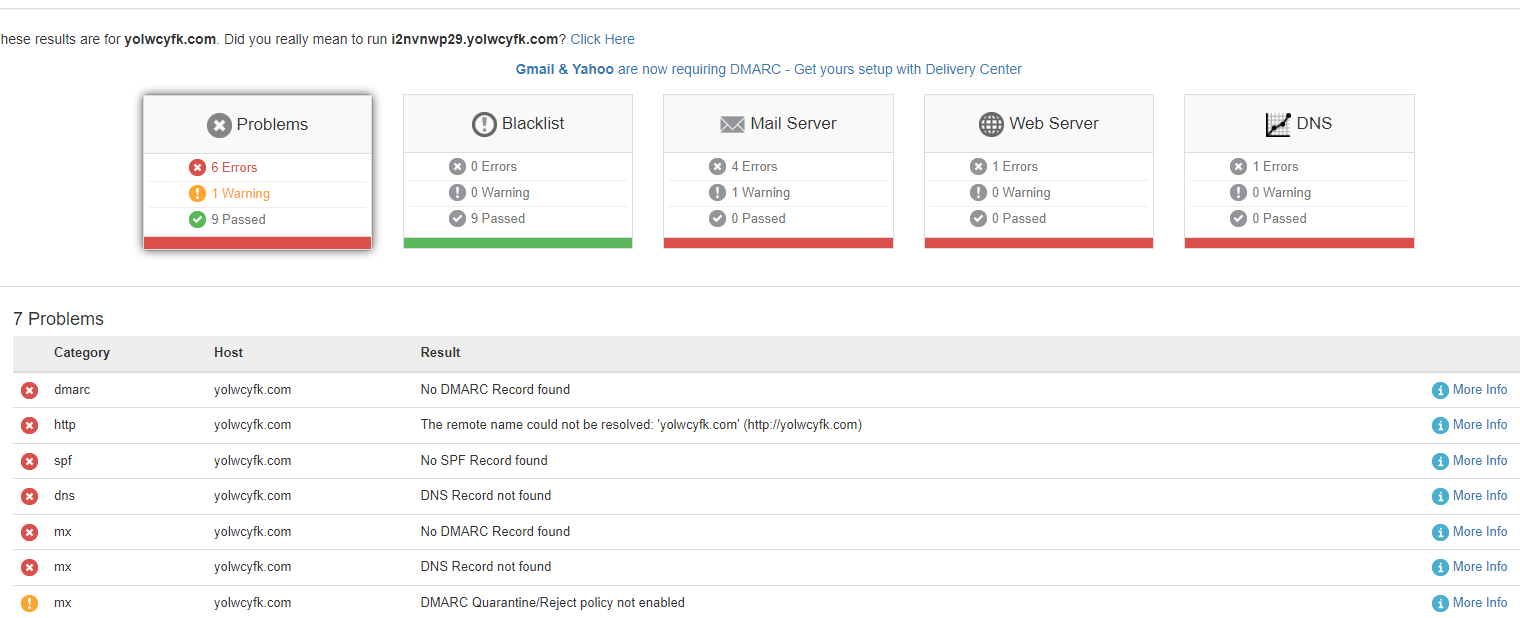 hese results are for yolwcyfk.com. Did you really mean to run i2nvnwp29.yolwcyfk.com? Click Here
Gmail & Yahoo are now requiring DMARC - Get yours setup with Delivery Center
Problems
6 Errors
1 Warning
9 Passed
Blacklist
0 Errors
0 Warning
9 Passed
Mail Server
4 Errors
1 Warning
0 Passed
Web Server
1 Errors
0 Warning
0 Passed
DNS
1 Errors
0 Warning
0 Passed
7 Problems
Category Host Result
dmarc yolwcyfk.com No DMARC Record found More Info
http yolwcyfk.com The remote name could not be resolved: 'yolwcyfk.com' (http://yolwcyfk.com) More Info
spf yolwcyfk.com No SPF Record found More Info
dns yolwcyfk.com DNS Record not found More Info
mx yolwcyfk.com No DMARC Record found More Info
mx yolwcyfk.com DNS Record not found More Info
mx yolwcyfk.com DMARC Quarantine/Reject policy not enabled More Info